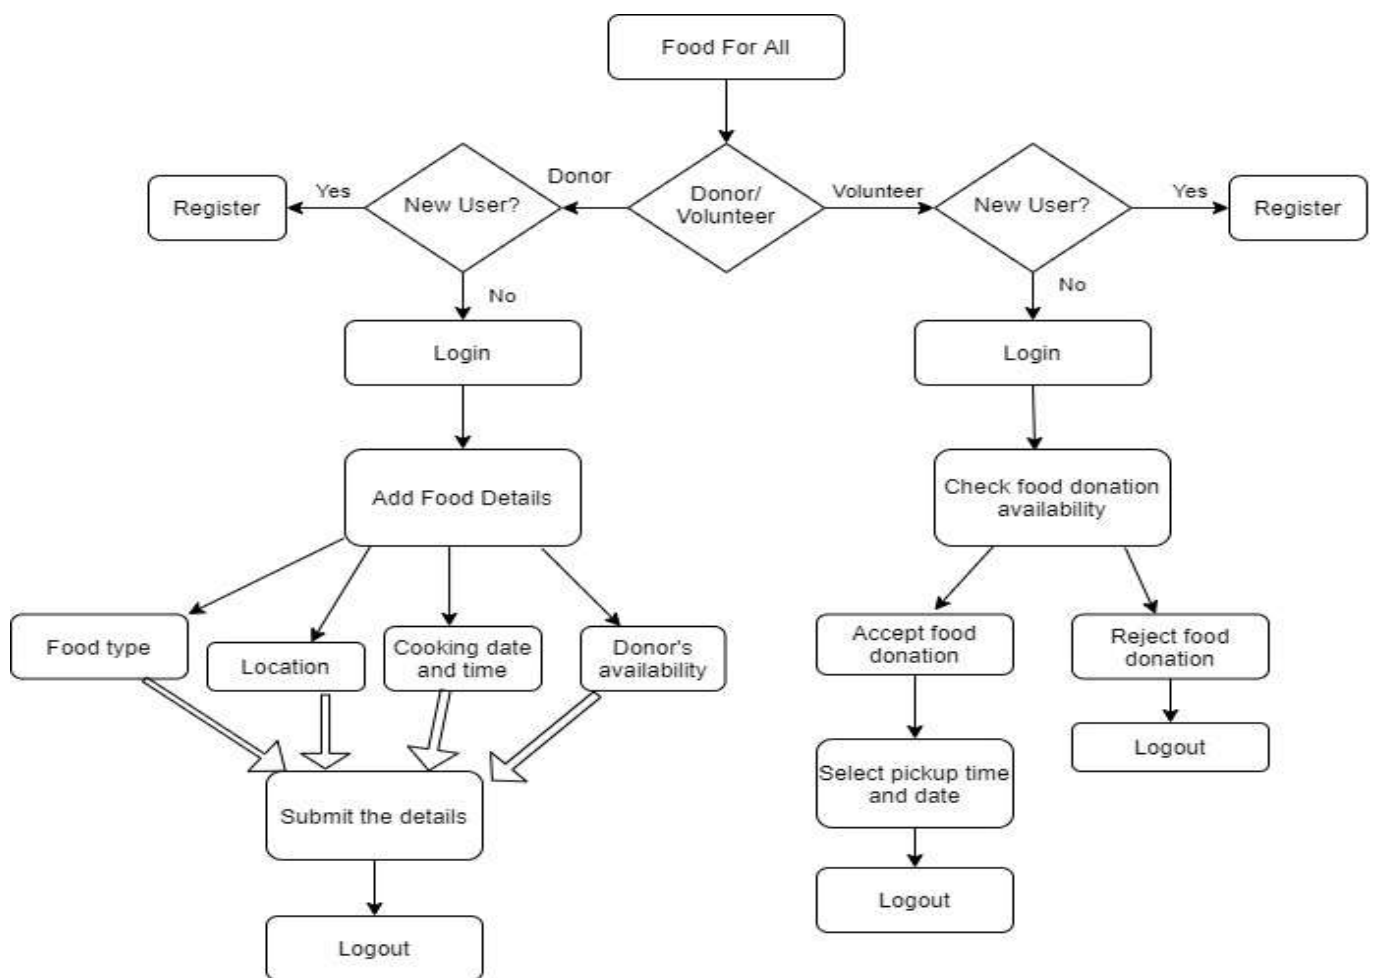 Food For All
Donor
Yes
Register
New User?
Donor/
Volunteer
Volunteer
New User?
Yes
Register
No
No
Login
Login
Add Food Details
Check food donation
availability
Food type
Location
Cooking date
and time
Donor's
availability
Accept food
donation
Reject food
donation
Submit the details
Select pickup time
and date
Logout
Logout
Logout